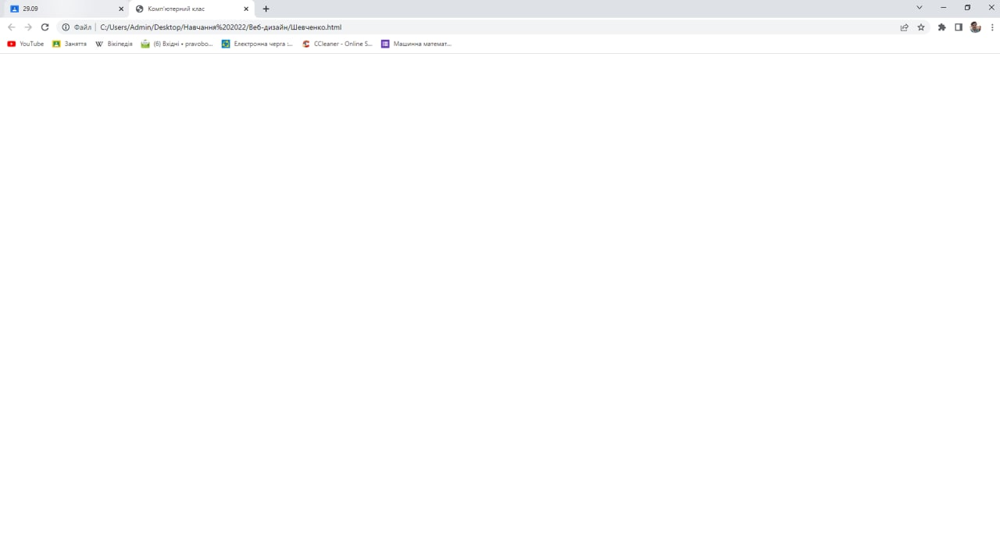 29.09
Комп'ютерний клас
Файл
C:/Users/Admin/Desktop/Навчання%202022/Веб-дизайн/Шевченко.html
YouTube
Заняття
Вікіпедія
(6) Вхідні • pravobo...
Електронна черга :...
CCleaner - Online S...
Машинна математ...